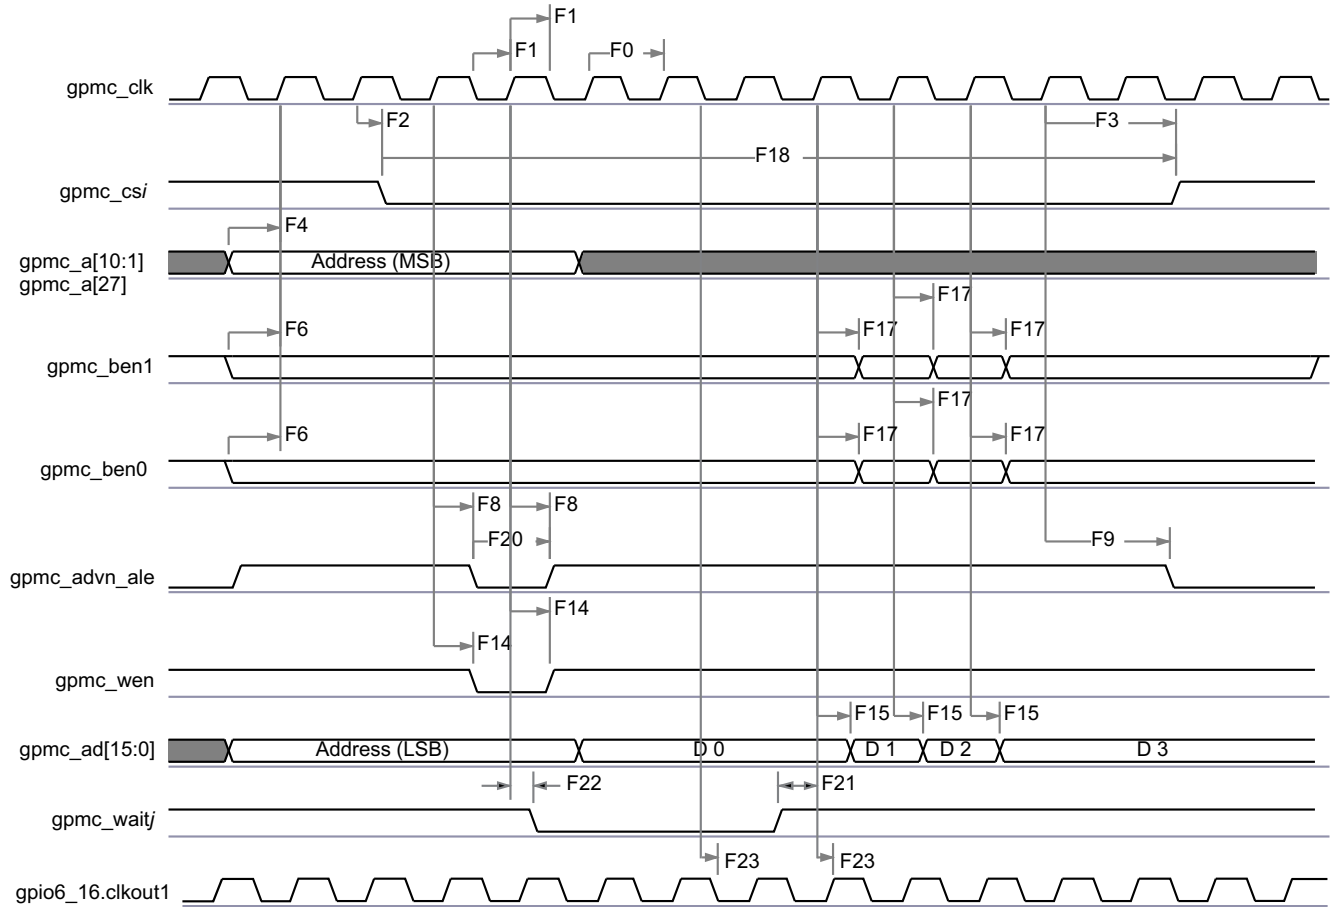 F1
F1 F0
gpmc_clk
F2 F3
F18
gpmc_csi
F4
gpmc_a[10:1] Address (MSB)
gpmc_a[27]
F17
F6 F17 F17
gpmc_ben1
F17
F6 F17 F17
gpmc_ben0
F8 F8
F20 F9
gpmc_advn_ale
F14
F14
gpmc_wen
F15 F15 F15
gpmc_ad[15:0] Address (LSB) D 0 D 1 D 2 D 3
F22 F21
gpmc_waitj
F23 F23
gpio6_16.clkout1